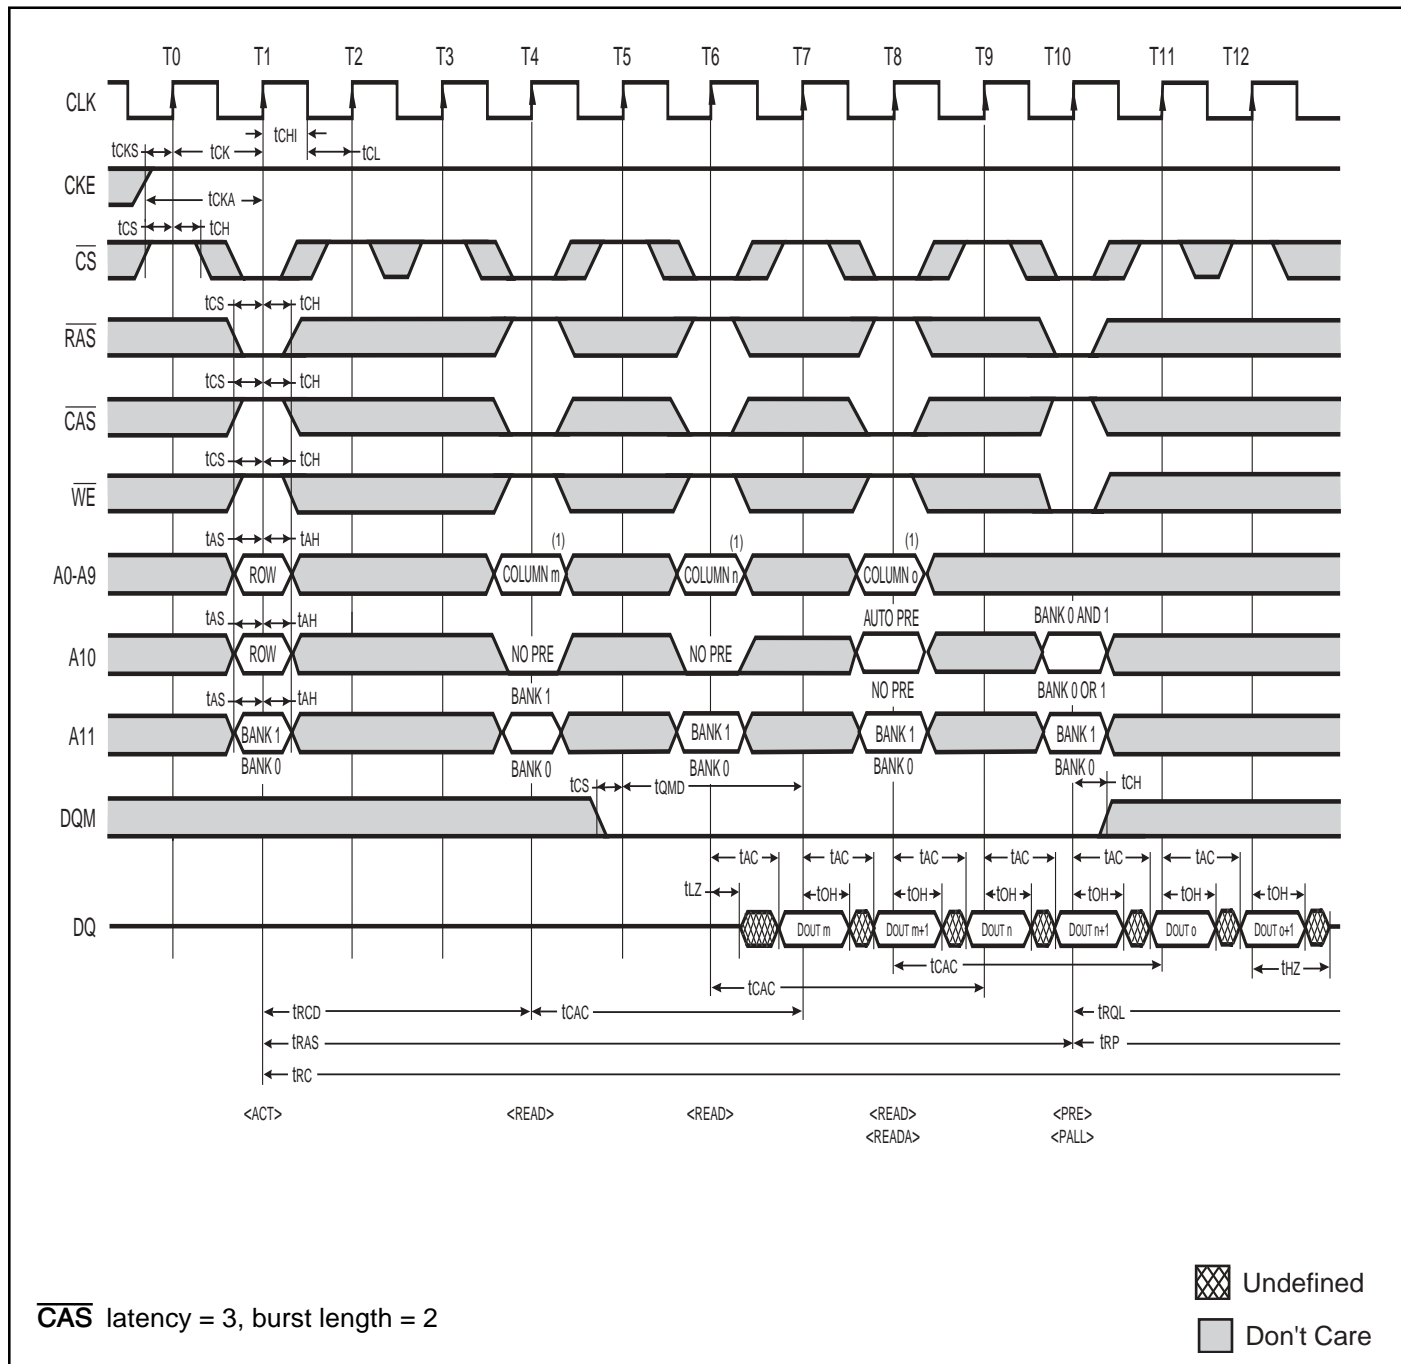 T0 T1 T2 T3 T4 T5 T6 T7 T8 T9 T10 T11 T12
CLK
tCHI
tCKS tCK tCL
CKE
tCKA
tCS tCH
CS
tCS tCH
RAS
tCS tCH
CAS
tCS tCH
WE
tAS tAH (1) (1) (1)
A0-A9 ROW COLUMN m COLUMN n COLUMN o
tAS tAH AUTO PRE BANK 0 AND 1
A10 ROW NO PRE NO PRE
tAS tAH BANK 1 NO PRE BANK 0 OR 1
A11 BANK 1 BANK 1 BANK 1 BANK 1
BANK 0 BANK 0 BANK 0 BANK 0 BANK 0
tCS tQMD tCH
DQM
tAC tAC tAC tAC tAC tAC
tLZ tOH tOH tOH tOH tOH tOH
DQ DOUT m DOUT m+1 DOUT n DOUT n+1 DOUT o DOUT o+1
tCAC tHZ
tCAC
tRCD tCAC tRQL
tRAS tRP
tRC
<ACT> <READ> <READ> <READ> <PRE>
<READA> <PALL>
Undefined
CAS latency = 3, burst length = 2
Don't Care